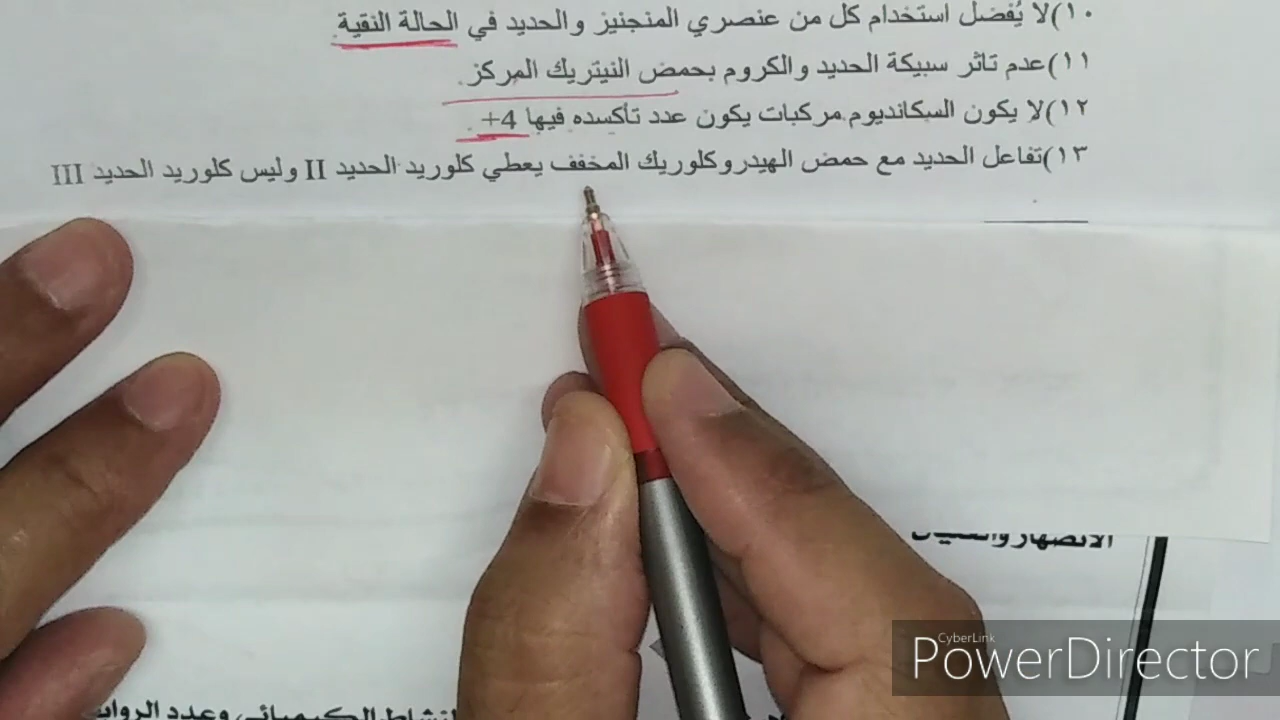 ١٠)لا يُفضل استخدام كل من عنصري المنجنيز والحديد في الحالة النقية.
١١)عدم تاثر سبيكة الحديد والكروم بحمض النيتريك المركز.
١٢)لا يكون السكانديوم مركبات يكون عدد تأكسده فيها 4+.
١٣)تفاعل الحديد مع حمض الهيدروكلوريك المخفف يعطي كلوريد الحديد II وليس كلوريد الحديد III
CyberLink
PowerDirector